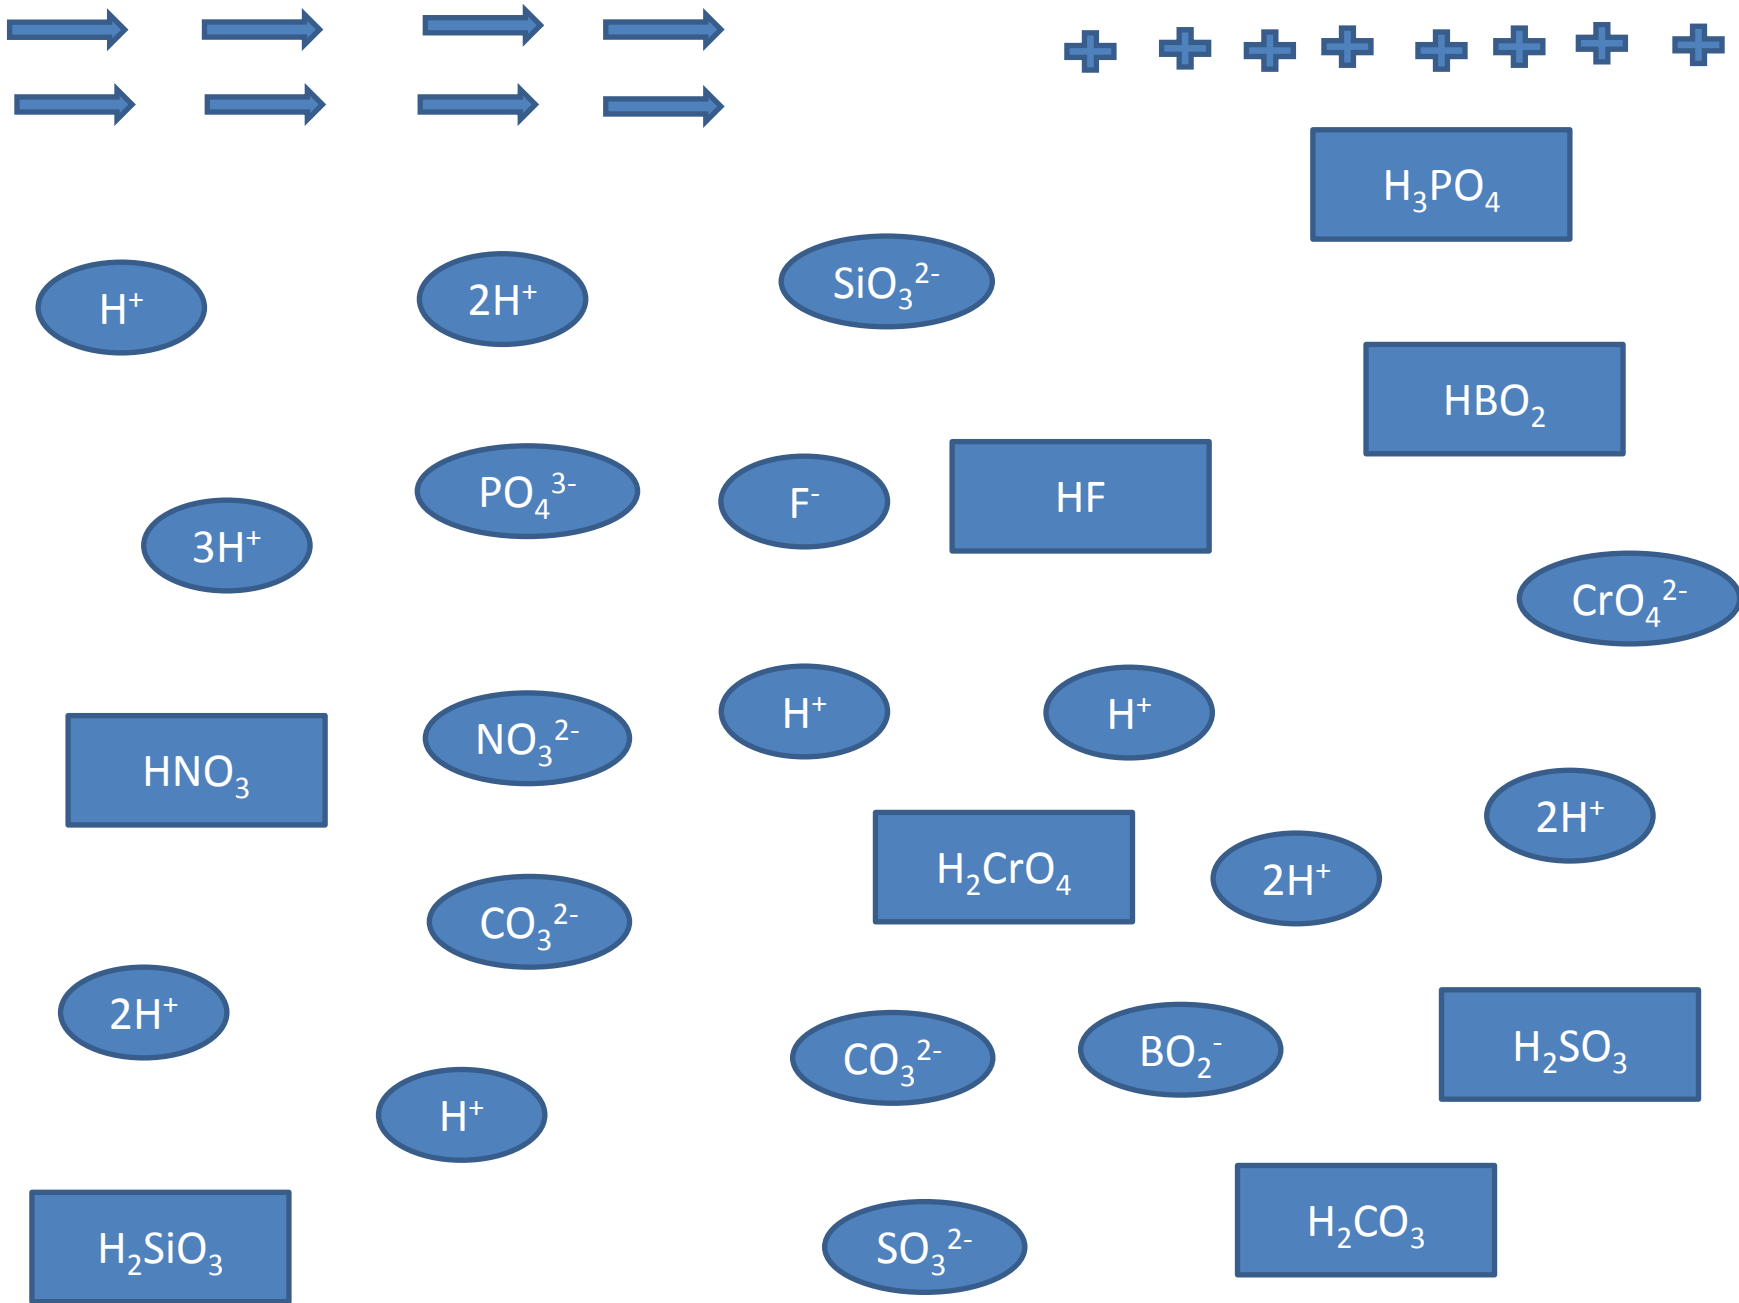 H₃PO₄
SiO₃²⁻
2H⁺
H⁺
HBO₂
PO₄³⁻
F⁻
HF
3H⁺
CrO₄²⁻
H⁺
H⁺
NO₃²⁻
HNO₃
2H⁺
H₂CrO₄
2H⁺
CO₃²⁻
2H⁺
H₂SO₃
BO₂⁻
CO₃²⁻
H⁺
H₂CO₃
H₂SiO₃
SO₃²⁻